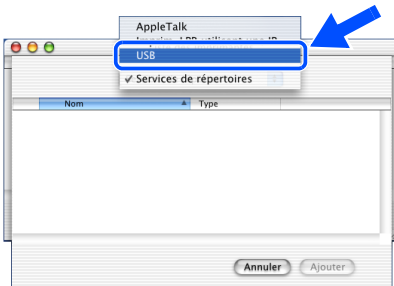 AppleTalk
USB
✓ Services de répertoires
Nom Type
Annuler Ajouter